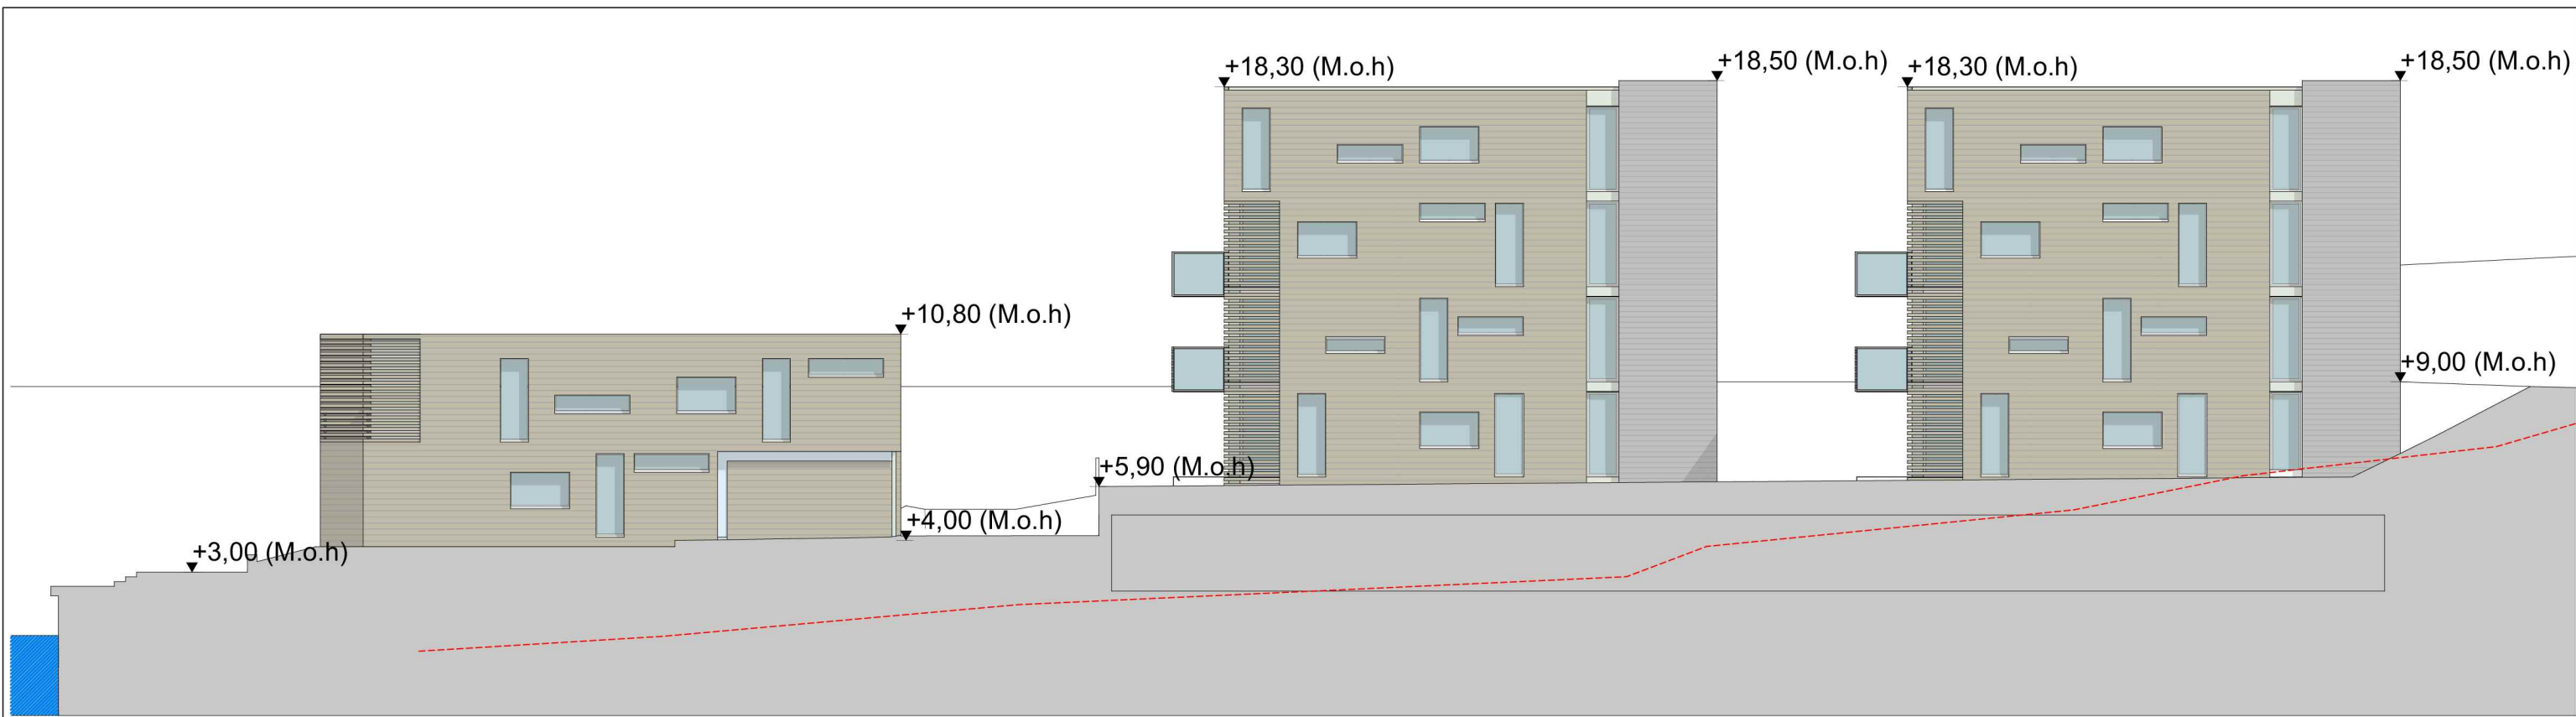 +18,30 (M.o.h)
+18,50 (M.o.h)
+18,30 (M.o.h)
+18,50 (M.o.h)
+10,80 (M.o.h)
+9,00 (M.o.h)
+5,90 (M.o.h)
+4,00 (M.o.h)
+3,00 (M.o.h)